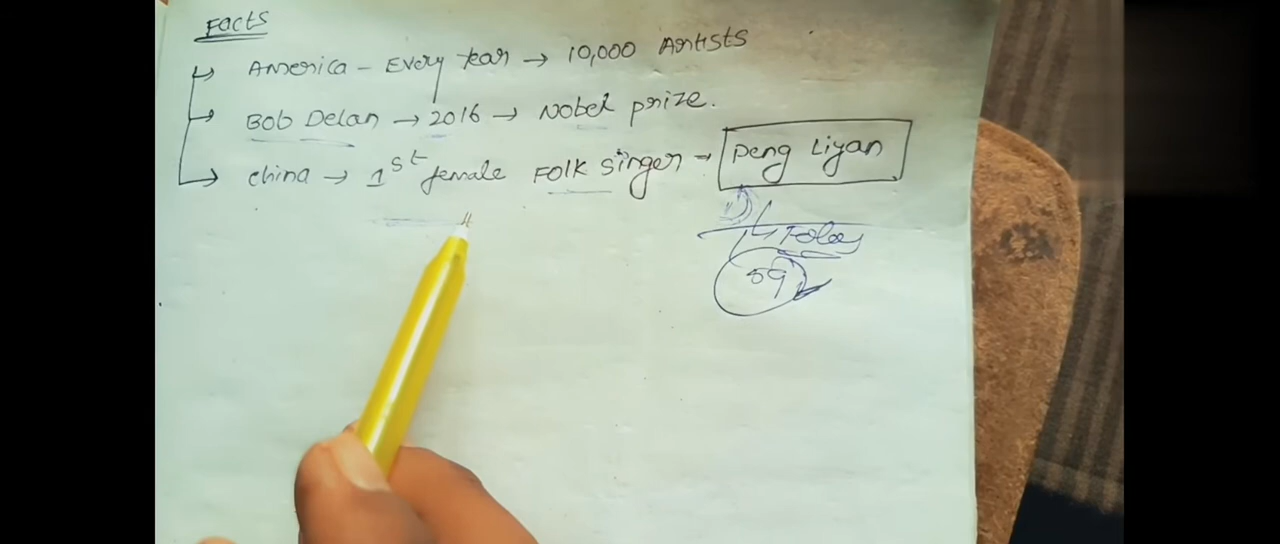 Facts
America - Every Year → 10,000 Artists
Bob Delan → 2016 → Nobel prize.
China → 1st female Folk Singer → Peng Liyan
59